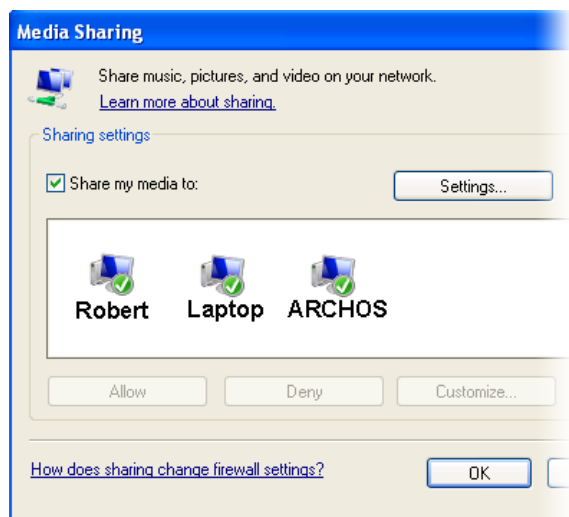 Media Sharing
Share music, pictures, and video on your network.
Learn more about sharing.
Sharing settings
Share my media to:
Settings...
Robert Laptop ARCHOS
Allow Deny Customize...
How does sharing change firewall settings?
OK